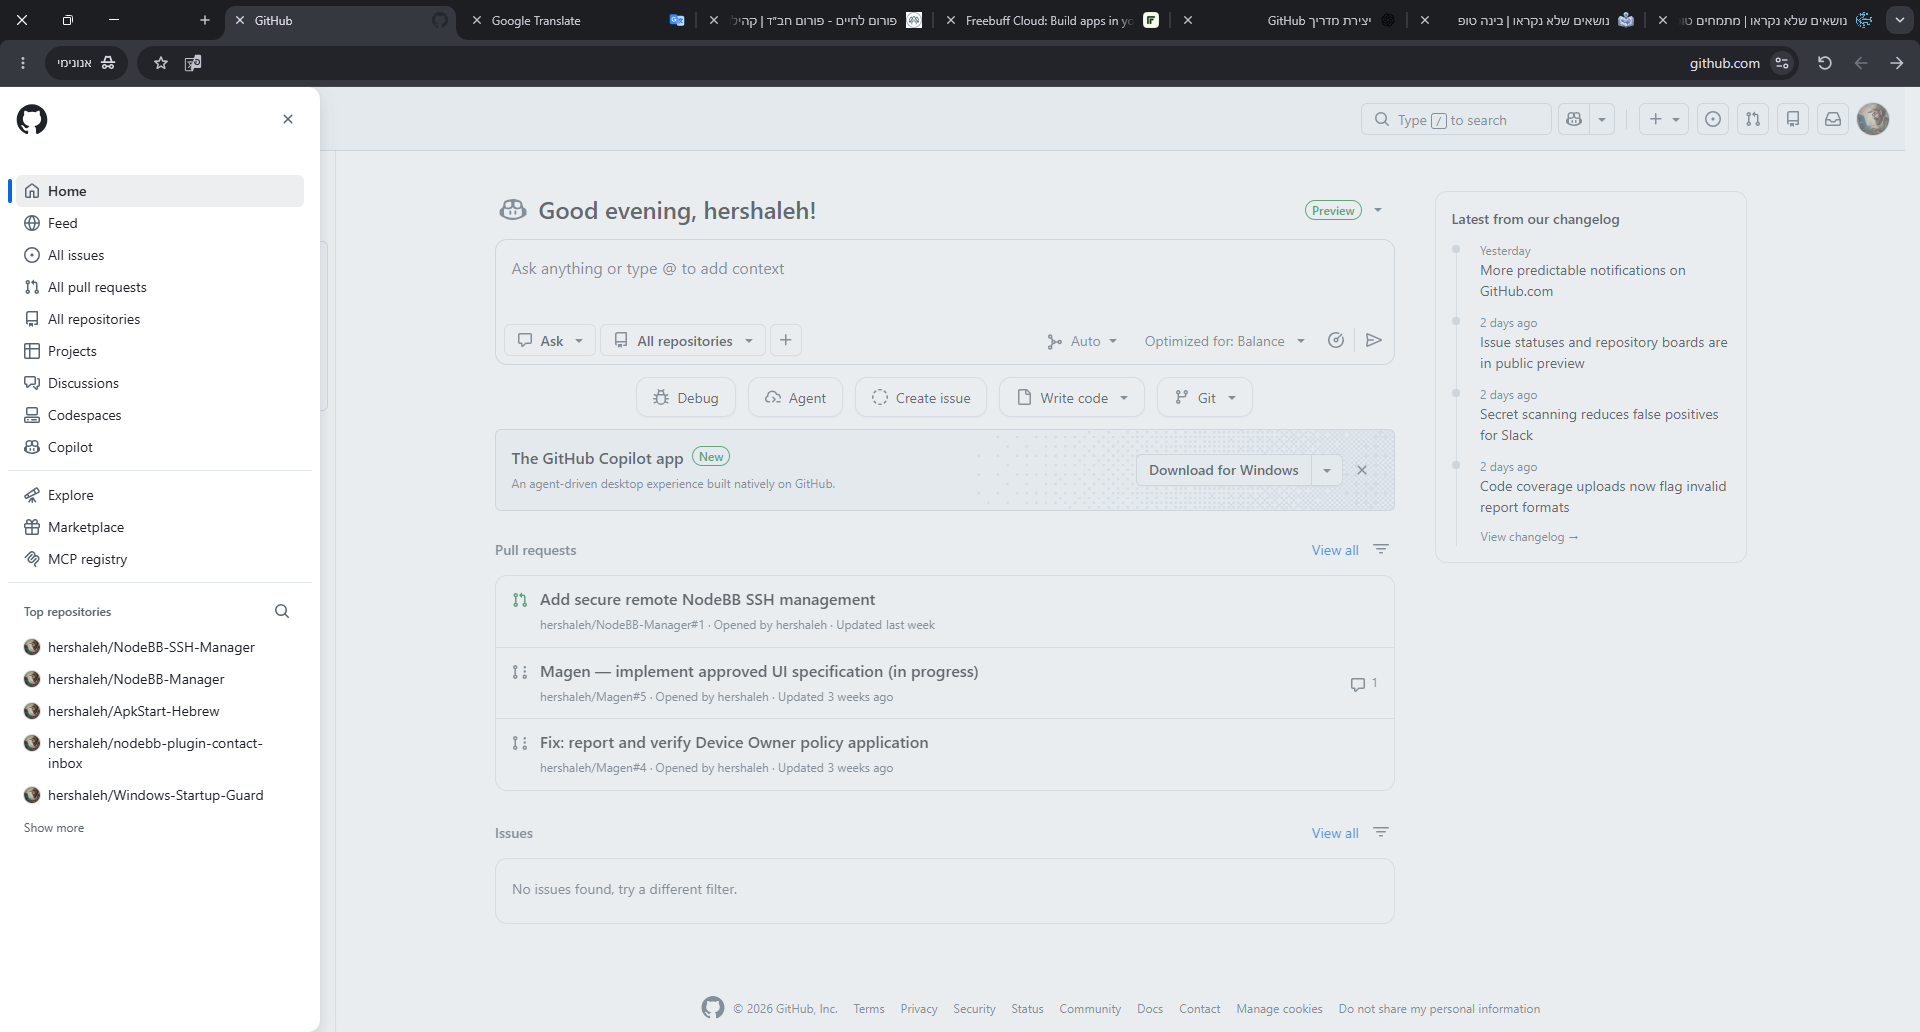 GitHub
Google Translate
פורום לחיים - פורום חב"ד | קהיל
Freebuff Cloud: Build apps in yo
יצירת מדריך GitHub
נושאים שלא נקראו | בינה טופ
נושאים שלא נקראו | מתמחים טופ
אנונימי
github.com
Type / to search
Home
Feed
All issues
All pull requests
All repositories
Projects
Discussions
Codespaces
Copilot
Explore
Marketplace
MCP registry
Top repositories
hershaleh/NodeBB-SSH-Manager
hershaleh/NodeBB-Manager
hershaleh/ApkStart-Hebrew
hershaleh/nodebb-plugin-contact-
inbox
hershaleh/Windows-Startup-Guard
Show more
Good evening, hershaleh!
Preview
Ask anything or type @ to add context
Ask
All repositories
Auto
Optimized for: Balance
Debug
Agent
Create issue
Write code
Git
The GitHub Copilot app
New
An agent-driven desktop experience built natively on GitHub.
Download for Windows
Pull requests
View all
Add secure remote NodeBB SSH management
hershaleh/NodeBB-Manager#1 · Opened by hershaleh · Updated last week
Magen — implement approved UI specification (in progress)
hershaleh/Magen#5 · Opened by hershaleh · Updated 3 weeks ago
1
Fix: report and verify Device Owner policy application
hershaleh/Magen#4 · Opened by hershaleh · Updated 3 weeks ago
Issues
View all
No issues found, try a different filter.
Latest from our changelog
Yesterday
More predictable notifications on
GitHub.com
2 days ago
Issue statuses and repository boards are
in public preview
2 days ago
Secret scanning reduces false positives
for Slack
2 days ago
Code coverage uploads now flag invalid
report formats
View changelog →
© 2026 GitHub, Inc.
Terms
Privacy
Security
Status
Community
Docs
Contact
Manage cookies
Do not share my personal information